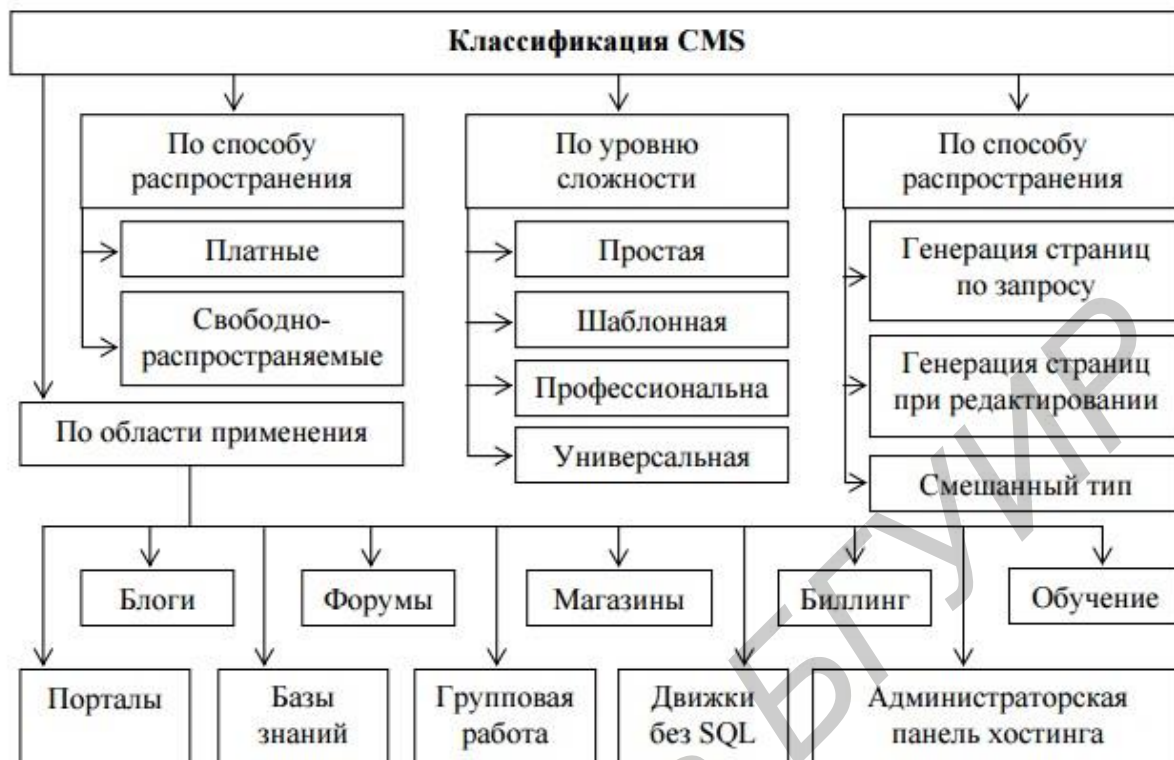 Классификация CMS
По способу
распространения
Платные
Свободно-
распространяемые
По уровню
сложности
Простая
Шаблонная
Профессиональна
Универсальная
По способу
распространения
Генерация страниц
по запросу
Генерация страниц
при редактировании
Смешанный тип
По области применения
Блоги
Форумы
Магазины
Биллинг
Обучение
Порталы
Базы
знаний
Групповая
работа
Движки
без SQL
Администраторская
панель хостинга
БГУИР